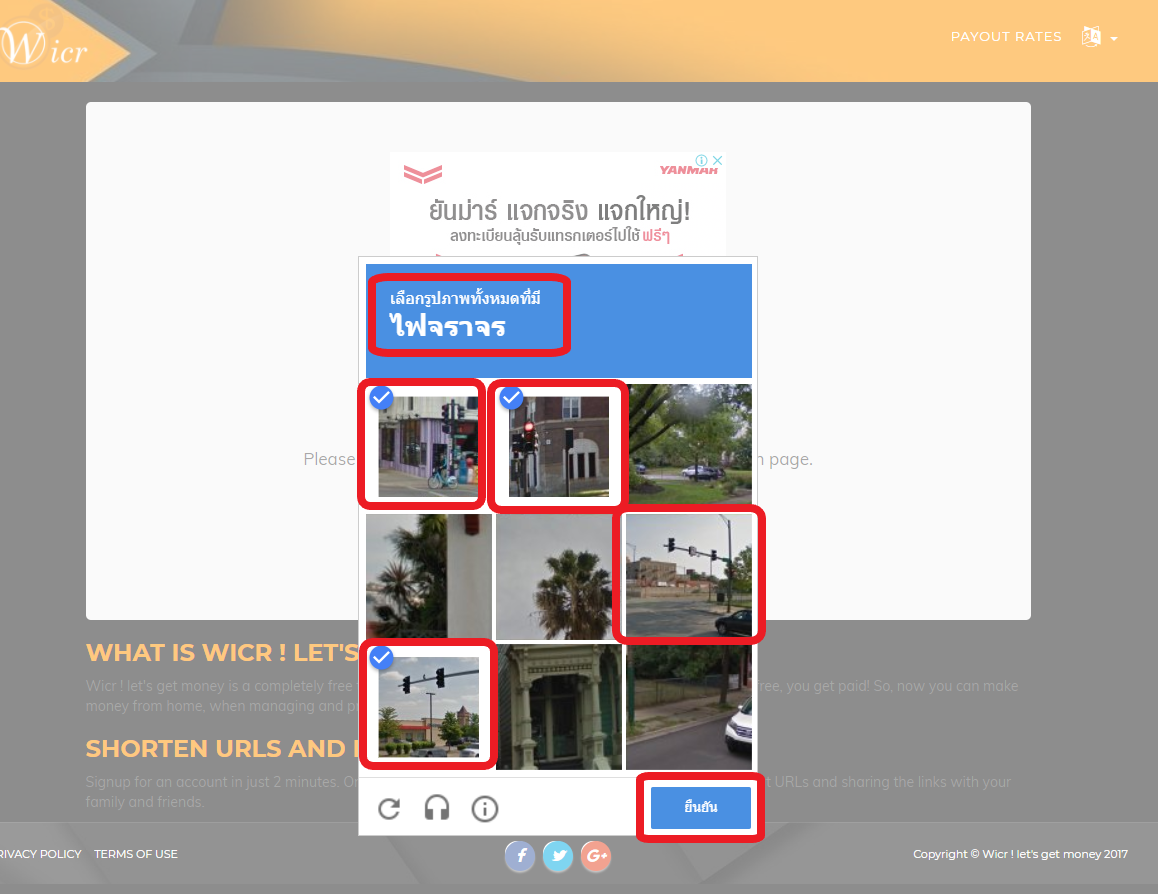 Wicr
PAYOUT RATES
YANMAR
ยันม่าร์ แจกจริง แจกใหญ่!
ลงทะเบียนลุ้นรับแทรกเตอร์ไปใช้ ฟรีๆ
เลือกรูปภาพทั้งหมดที่มี
ไฟจราจร
Please
page.
WHAT IS WICR ! LET'S
Wicr ! let's get money is a completely free
free, you get paid! So, now you can make
money from home, when managing and
SHORTEN URLS AND
Signup for an account in just 2 minutes.
URLs and sharing the links with your
family and friends.
ยืนยัน
PRIVACY POLICY TERMS OF USE
f
G+
Copyright © Wicr ! let's get money 2017